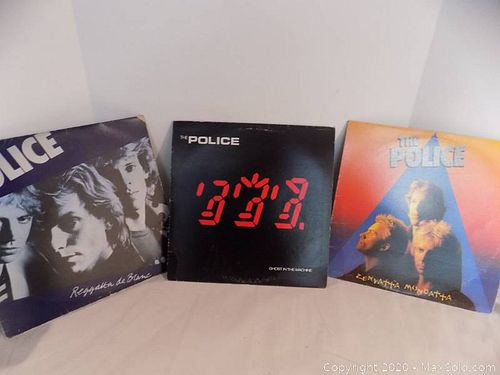 OLICE
Reggatta de Blanc
THE POLICE
GHOST IN THE MACHINE
THE
POLICE
ZENYATTA MONDATTA
Copyright 2020 - MaxSold.com